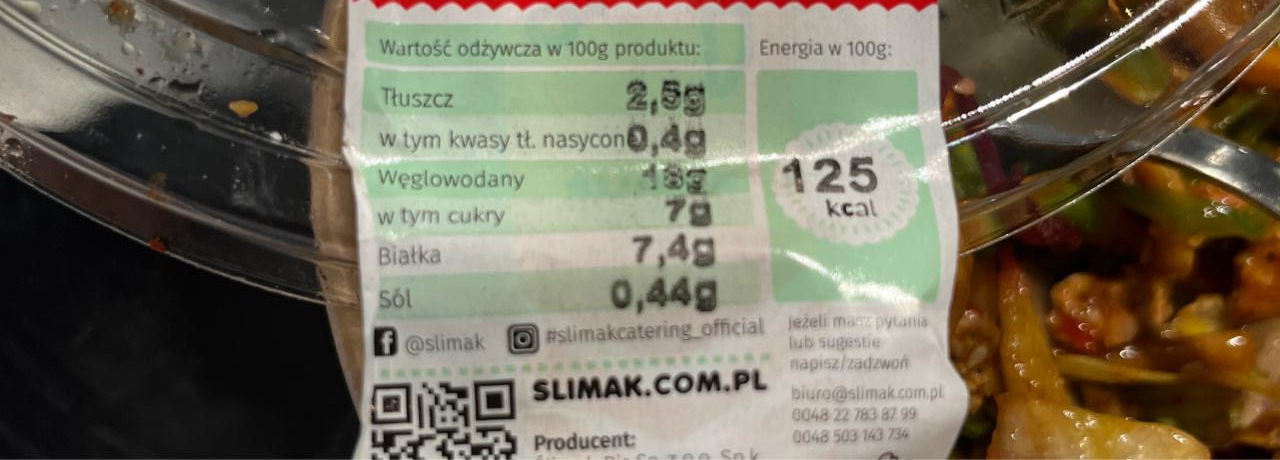 Wartość odżywcza w 100g produktu:
Energia w 100g:
Tłuszcz 2,5g
w tym kwasy tł. nasycon 0,4g
Węglowodany 18g
w tym cukry 7g
Białka 7,4g
Sól 0,44g
125
kcal
@slimak #slimakcatering_official
SLIMAK.COM.PL
Producent:
Jeżeli masz pytania
lub sugestie
napisz/zadzwoń
biuro@slimak.com.pl
0048 22 783 87 99
0048 503 143 734